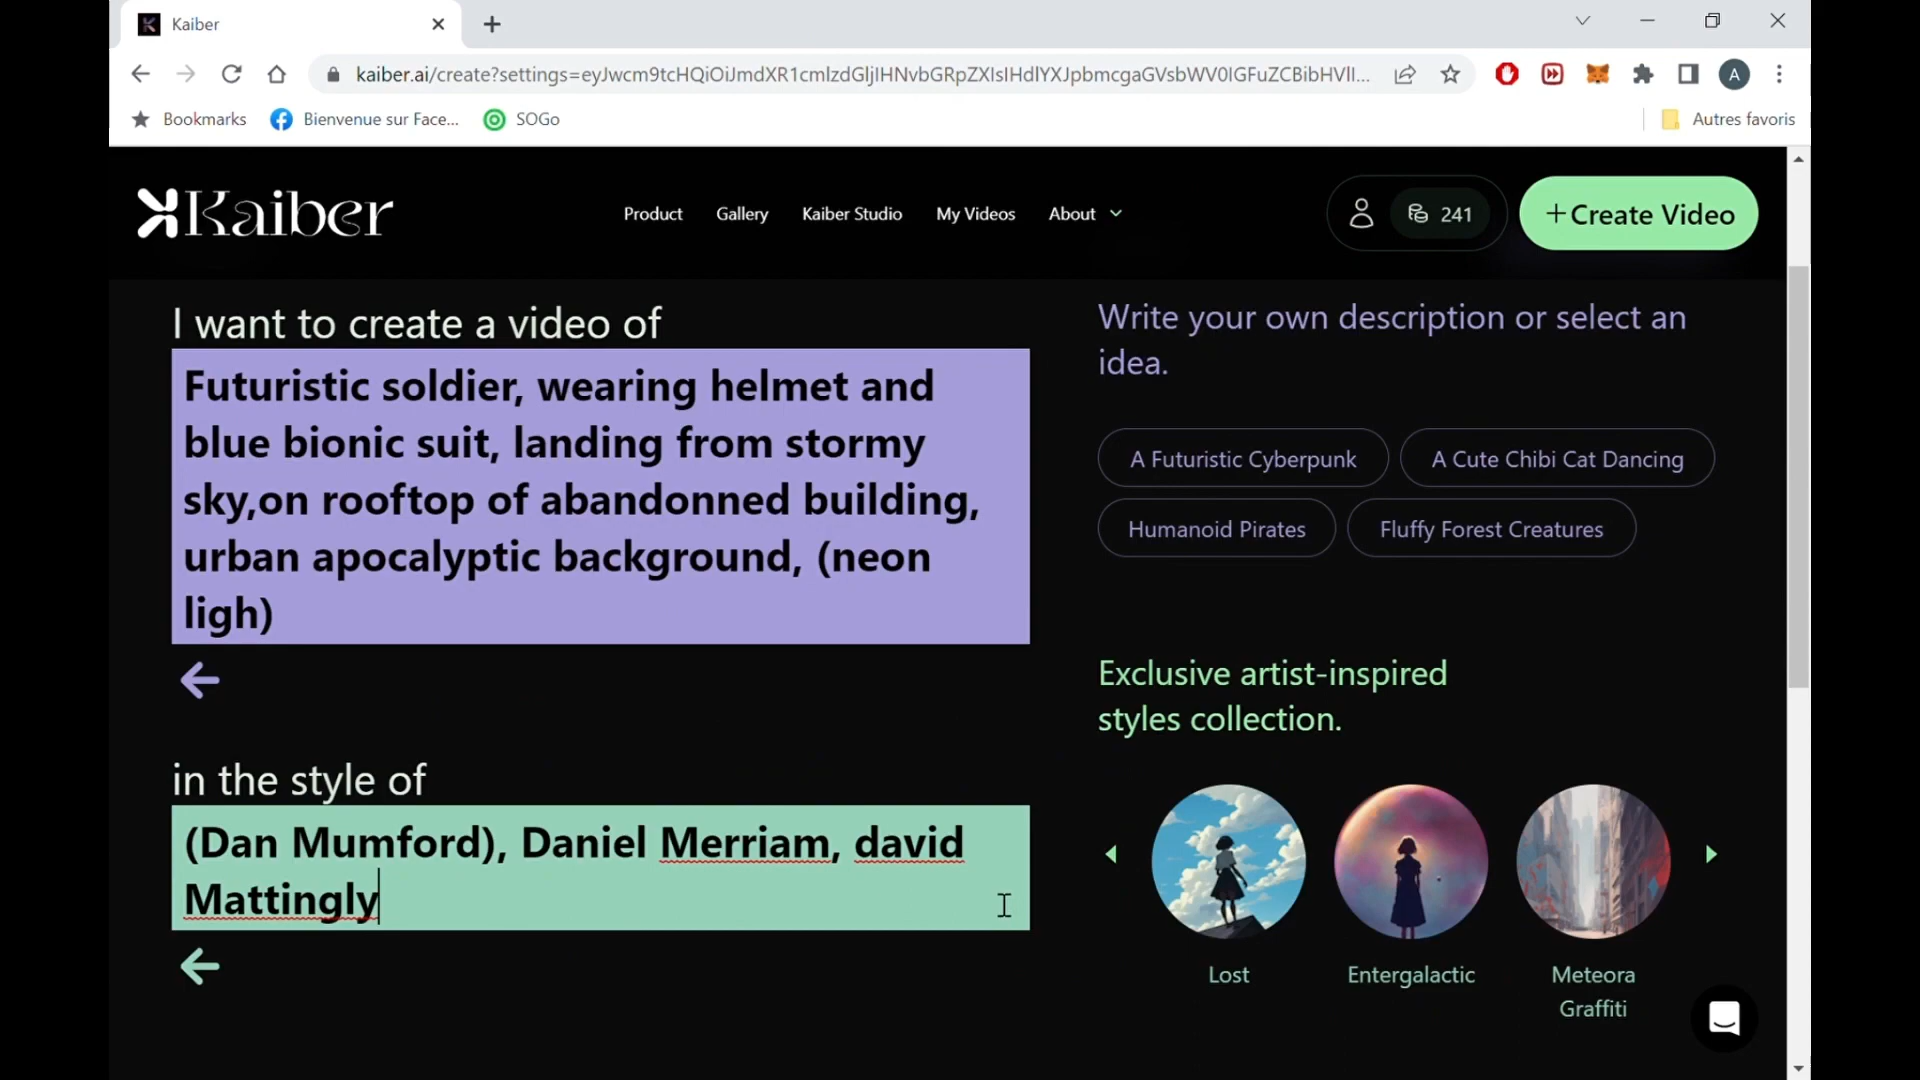 Kaiber
kaiber.ai/create?settings=eyJwcm9tcHQiOiJmdXR1cmlzdGljIHNvbGRpZXIsIHdlYXJpbmcgaGVsbWV0IGFuZCBibHVlI...
A
Bookmarks
Bienvenue sur Face...
SOGo
Autres favoris
Kaiber
Product
Gallery
Kaiber Studio
My Videos
About
241
+Create Video
I want to create a video of
Futuristic soldier, wearing helmet and
blue bionic suit, landing from stormy
sky,on rooftop of abandonned building,
urban apocalyptic background, (neon
ligh)
Write your own description or select an
idea.
A Futuristic Cyberpunk
A Cute Chibi Cat Dancing
Humanoid Pirates
Fluffy Forest Creatures
in the style of
(Dan Mumford), Daniel Merriam, david
Mattingly
Exclusive artist-inspired
styles collection.
Lost
Entergalactic
Meteora
Graffiti